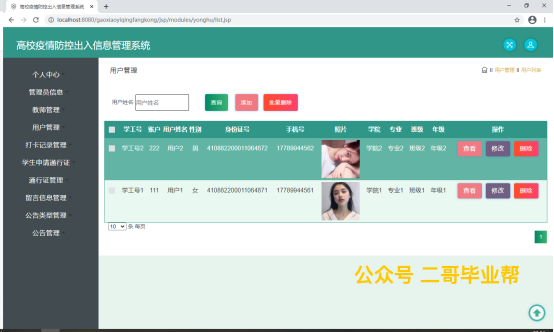 高校疫情防控出入信息管理系统
localhost:8080/gaoxiaoyiqingfangkong/jsp/modules/yonghu/list.jsp
高校疫情防控出入信息管理系统
个人中心
管理员信息
教师管理
用户管理
打卡记录管理
学生申请通行证
通行证管理
留言信息管理
公告类型管理
公告管理
用户管理
用户管理 用户列表
用户姓名 用户姓名 查询 添加 批量删除
学工号 账户 用户姓名 性别 身份证号 手机号 照片 学院 专业 班级 年级 操作
学工号2 222 用户2 男 410882200011064872 17789944562 学院2 专业2 班级2 年级2 查看 修改 删除
学工号1 111 用户1 女 410882200011064871 17789944561 学院1 专业1 班级1 年级1 查看 修改 删除
10 条 每页
1
公众号 二哥毕业帮